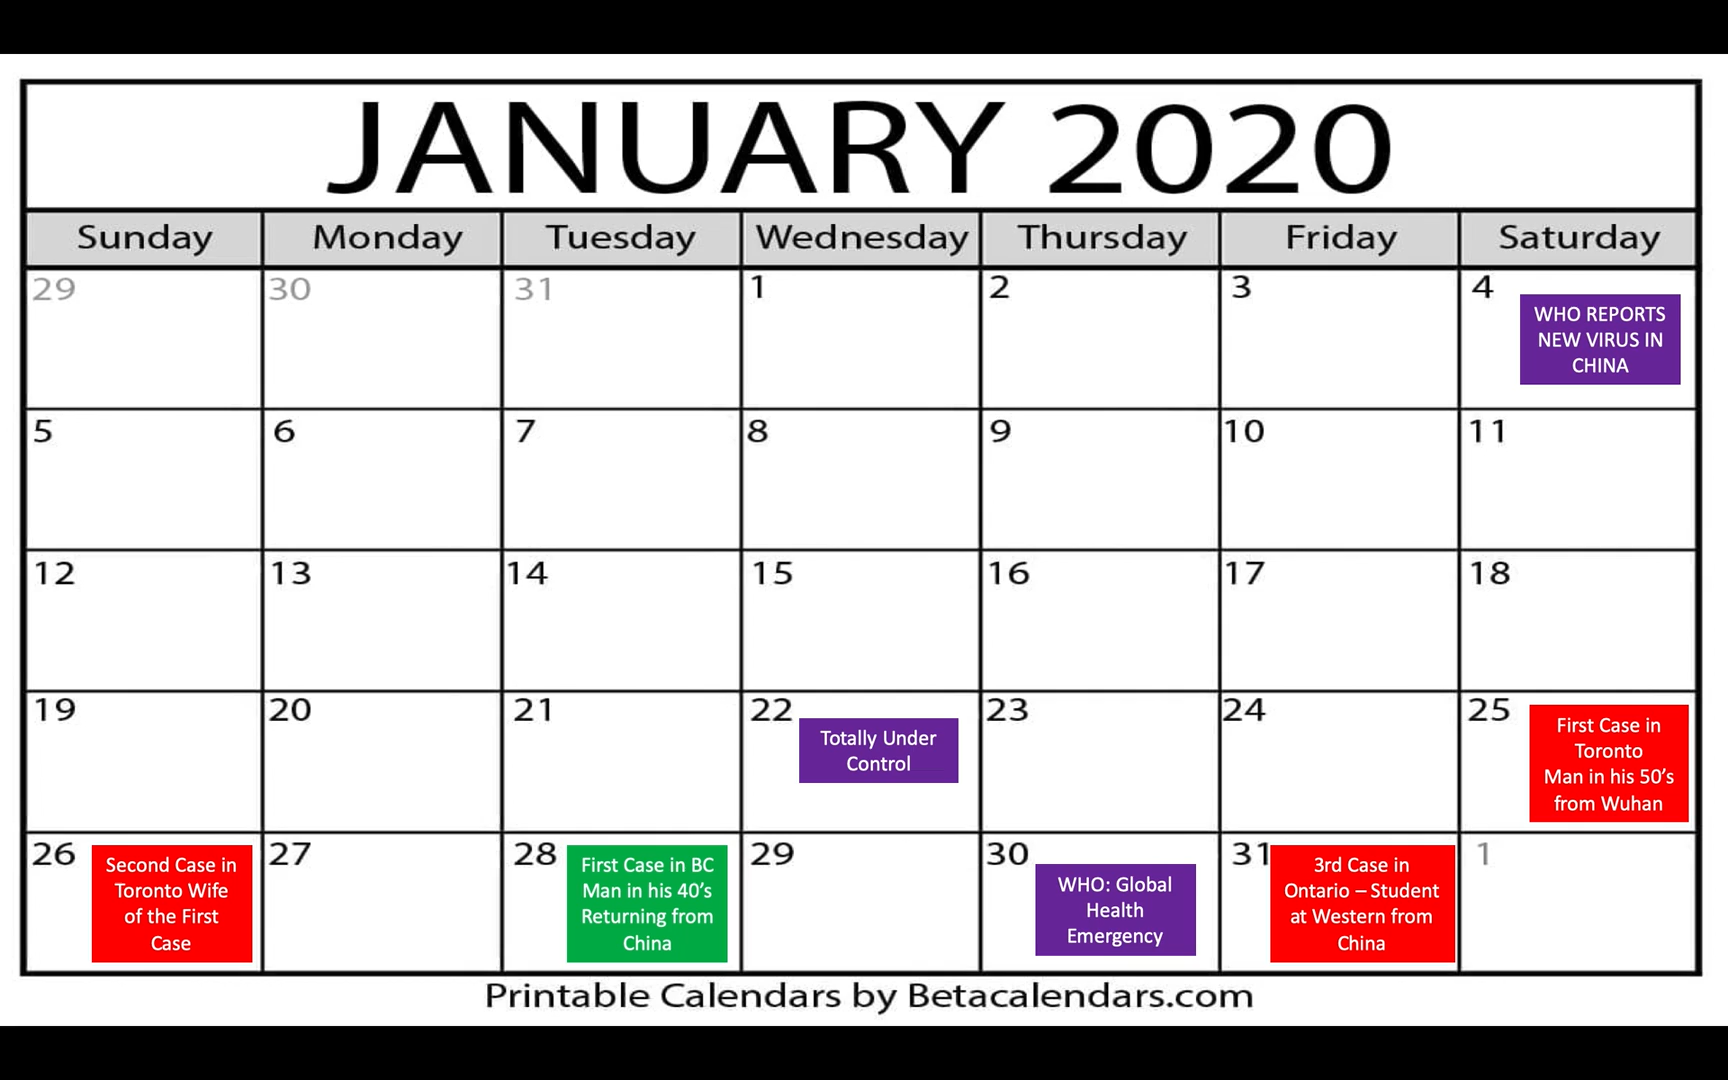 JANUARY 2020
Sunday Monday Tuesday Wednesday Thursday Friday Saturday
29 30 31 1 2 3 4
WHO REPORTS
NEW VIRUS IN
CHINA
5 6 7 8 9 10 11
12 13 14 15 16 17 18
19 20 21 22 23 24 25
Totally Under
Control
First Case in
Toronto
Man in his 50’s
from Wuhan
26 27 28 29 30 31 1
Second Case in
Toronto Wife
of the First
Case
First Case in BC
Man in his 40’s
Returning from
China
WHO: Global
Health
Emergency
3rd Case in
Ontario – Student
at Western from
China
Printable Calendars by Betacalendars.com